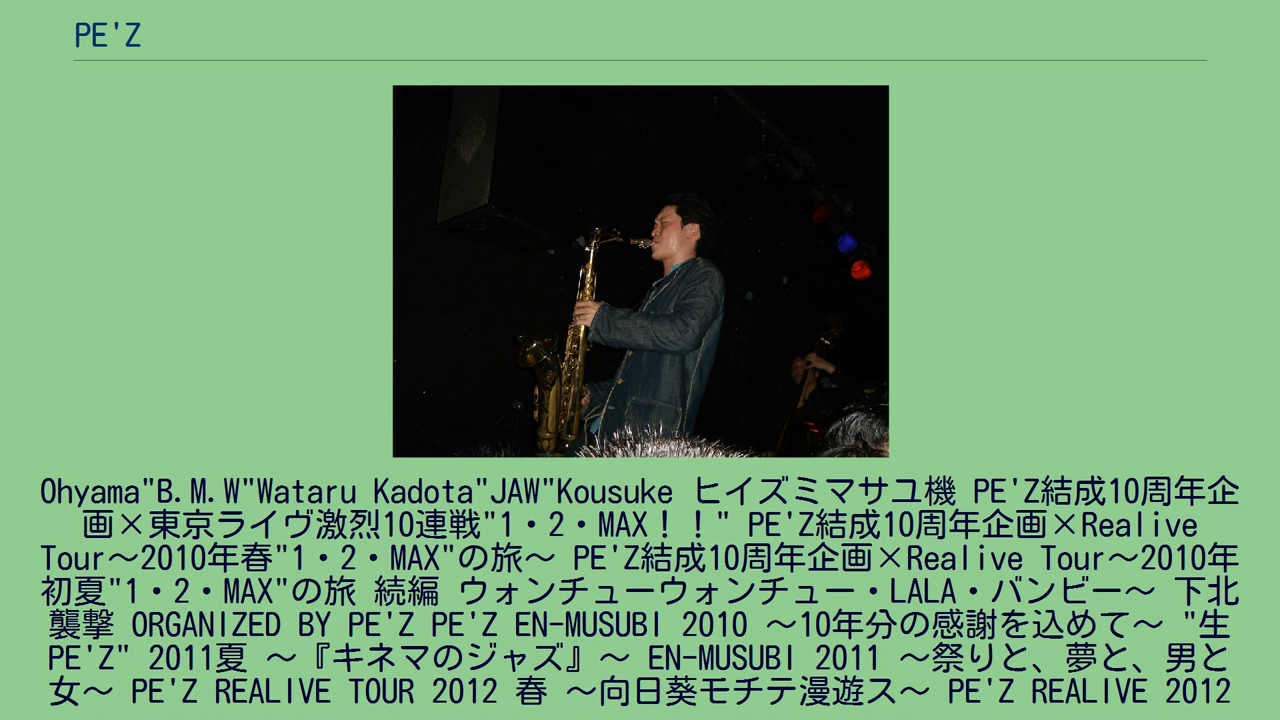 PE'Z
Ohyama"B.M.W"Wataru Kadota"JAW"Kousuke ヒイズミマサユ機 PE'Z結成10周年企
画×東京ライヴ激烈10連戦"1・2・MAX！！" PE'Z結成10周年企画×Realive
Tour〜2010年春"1・2・MAX"の旅〜 PE'Z結成10周年企画×Realive Tour〜2010年
初夏"1・2・MAX"の旅 続編 ウォンチューウォンチュー・LALA・バンビー〜 下北
襲撃 ORGANIZED BY PE'Z PE'Z EN-MUSUBI 2010 〜10年分の感謝を込めて〜 "生
PE'Z" 2011夏 〜『キネマのジャズ』〜 EN-MUSUBI 2011 〜祭りと、夢と、男と
女〜 PE'Z REALIVE TOUR 2012 春 〜向日葵モチテ漫遊ス〜 PE'Z REALIVE 2012